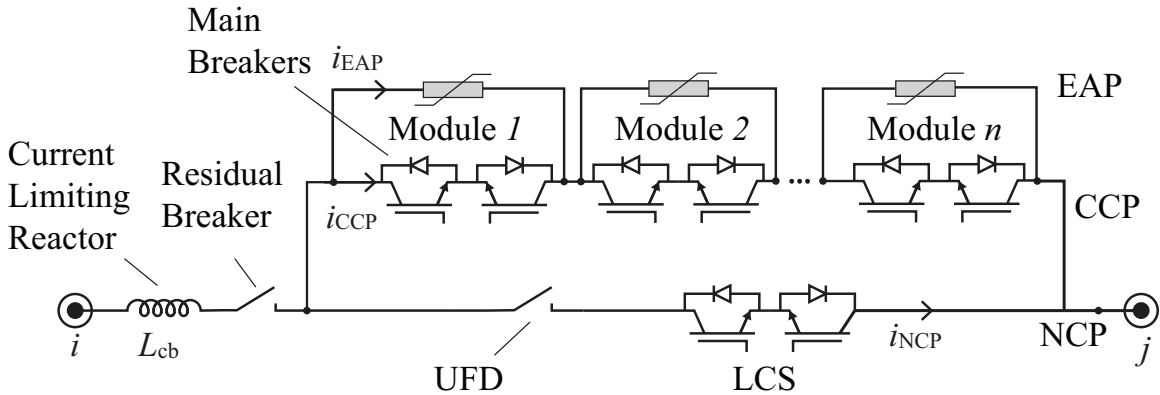 Main
Breakers
iEAP
EAP
Module 1
Module 2
Module n
Current
Limiting
Reactor
Residual
Breaker
iCCP
CCP
i
Lcb
UFD
LCS
iNCP
NCP
j